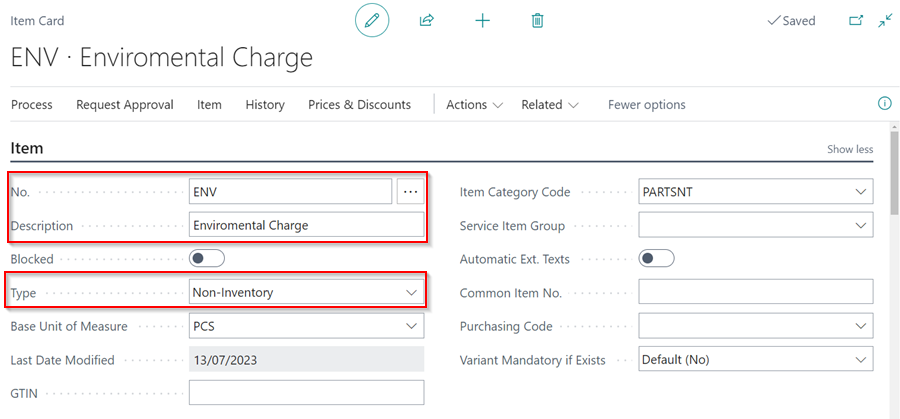 Item Card
Saved
ENV · Enviromental Charge
Process Request Approval Item History Prices & Discounts Actions Related Fewer options
Item
Show less
No. ENV ... Item Category Code PARTSNT
Description Enviromental Charge Service Item Group
Blocked Automatic Ext. Texts
Type Non-Inventory Common Item No.
Base Unit of Measure PCS Purchasing Code
Last Date Modified 13/07/2023 Variant Mandatory if Exists Default (No)
GTIN